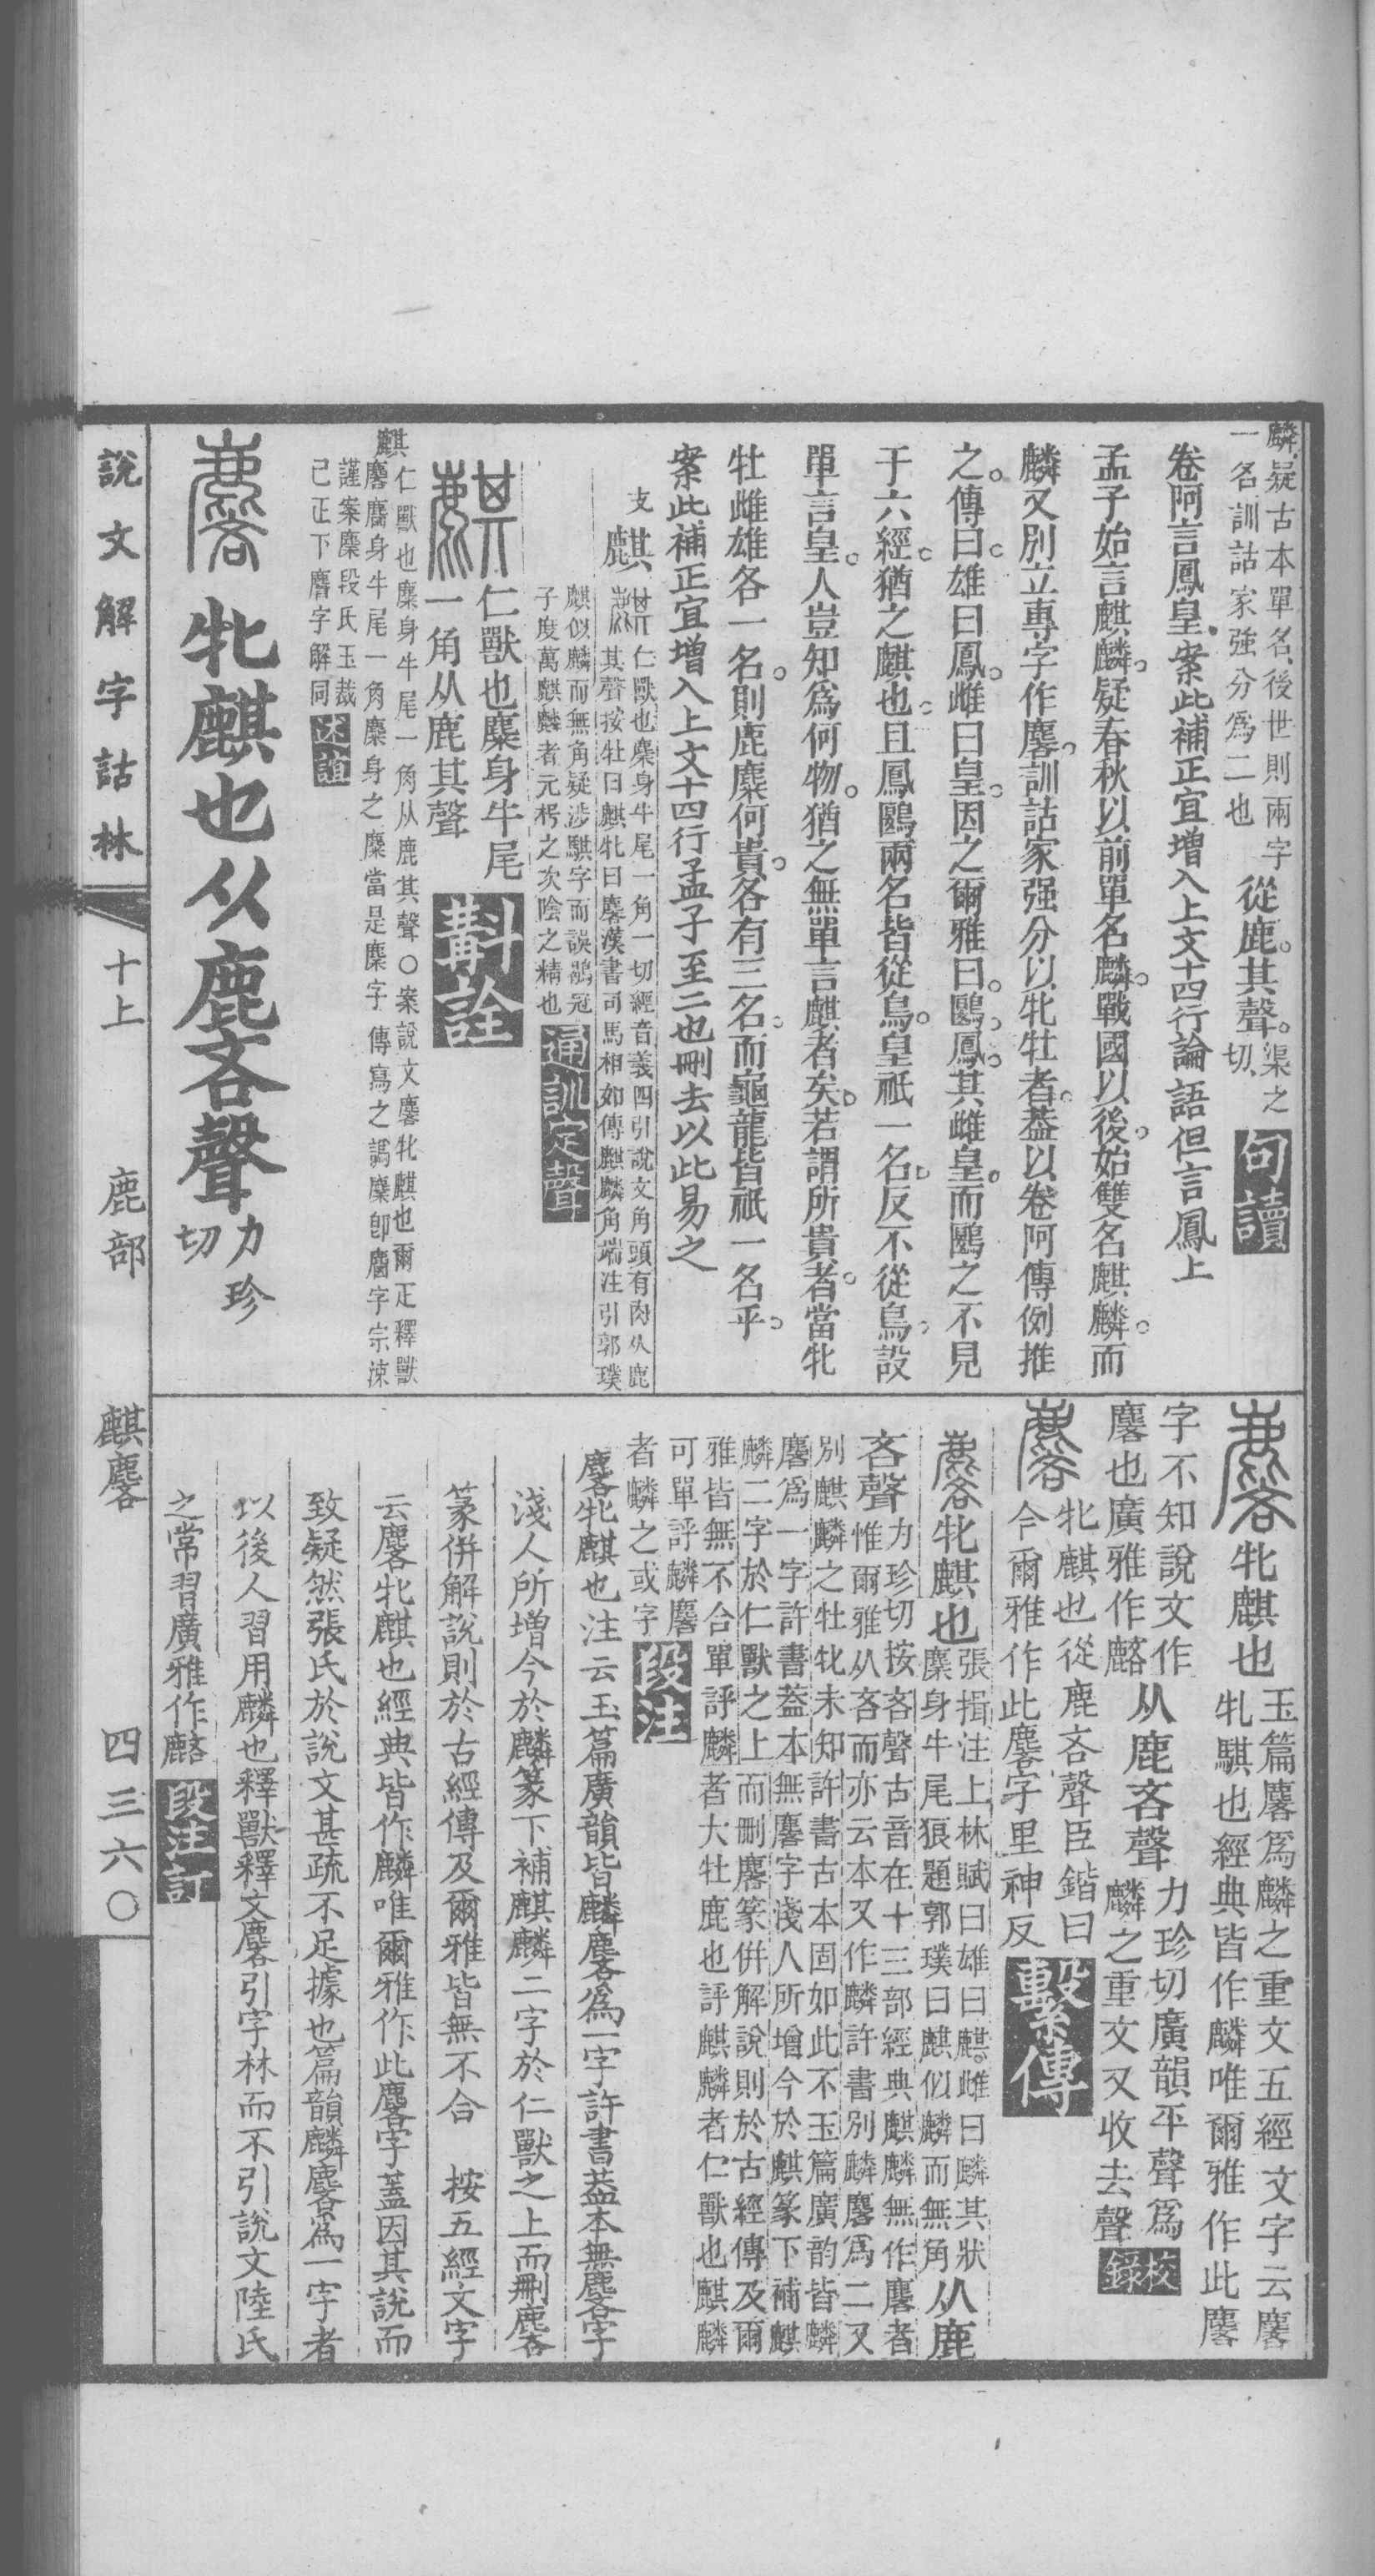 麟疑古本單名後世則兩字
一名訓詁家強分爲二也
從鹿其聲
渠之切
句讀
卷阿言鳳皇案此補正宜增入上文十四行論語但言鳳上
孟子始言麒麟疑春秋以前單名麟戰國以後始雙名麒麟而
麟又別立專字作麐訓詁家强分以牝牡者葢以卷阿傳例推
之傳曰雄曰鳳雌曰皇因之爾雅曰鶠鳳其雌皇而鶠之不見
于六經猶之麒也且鳳鶠兩名皆從鳥皇祇一名反不從鳥設
單言皇人豈知爲何物猶之無單言麒者矣若謂所貴者當牝
牡雌雄各一名則鹿麋何貴各有三名而龜龍皆祇一名乎
案此補正宜增入上文十四行孟子至二也刪去以此易之
支
麒
仁獸也麋身牛尾一角一切經音義四引說文角頭有肉从鹿
其聲按牡曰麒牝曰麐漢書司馬相如傳麒麟角端注引郭璞
麒似麟而無角疑涉騏字而誤鶡冠
子度萬麒麟者元枵之次陰之精也
通訓定聲
仁獸也麋身牛尾
一角从鹿其聲
斠詮
麒
仁獸也麋身牛尾一角从鹿其聲○案說文麐牝麒也爾疋釋獸
麐麕身牛尾一角麋身之麋當是麇字傳寫之譌麇卽麕字宗涑
謹案麋段氏玉裁
已正下麐字解同
述誼
牝麒也从鹿吝聲
力珍
切
牝麒也
玉篇麐爲麟之重文五經文字云麐
牝騏也經典皆作麟唯爾雅作此麐
字不知說文作
麐也廣雅作䴦
从鹿吝聲
力珍切廣韻平聲爲
麟之重文又收去聲
校錄
牝麒也從鹿吝聲臣鍇曰
今爾雅作此麐字里神反
繫傳
牝麒也
張揖注上林賦曰雄曰麒雌曰麟其狀
麋身牛尾狼題郭璞曰麒似麟而無角
从鹿
吝聲
力珍切按吝聲古音在十三部經典麒麟無作麐者
惟爾雅从吝而亦云本又作麟許書別麟麐爲二又
別麒麟之牡牝未知許書古本固如此不玉篇廣韵皆麟
麐爲一字許書葢本無麐字淺人所增今於麒篆下補麒
麟二字於仁獸之上而刪麐篆併解說則於古經傳及爾
雅皆無不合單評麟者大牡鹿也評麒麟者仁獸也麒麟
可單評麟麐
者麟之或字
段注
麐牝麒也注云玉篇廣韻皆麟麐爲一字許書葢本無麐字
淺人所增今於麟篆下補麒麟二字於仁獸之上而刪麐
篆併解說則於古經傳及爾雅皆無不合　按五經文字
云麐牝麒也經典皆作麟唯爾雅作此麐字葢因其說而
致疑然張氏於說文甚疏不足據也篇韻麟麐爲一字者
以後人習用麟也釋獸釋文麐引字林而不引說文陸氏
之常習廣雅作䴦
段注訂
說文解字詁林
十上
鹿部
麒麐
四三六〇